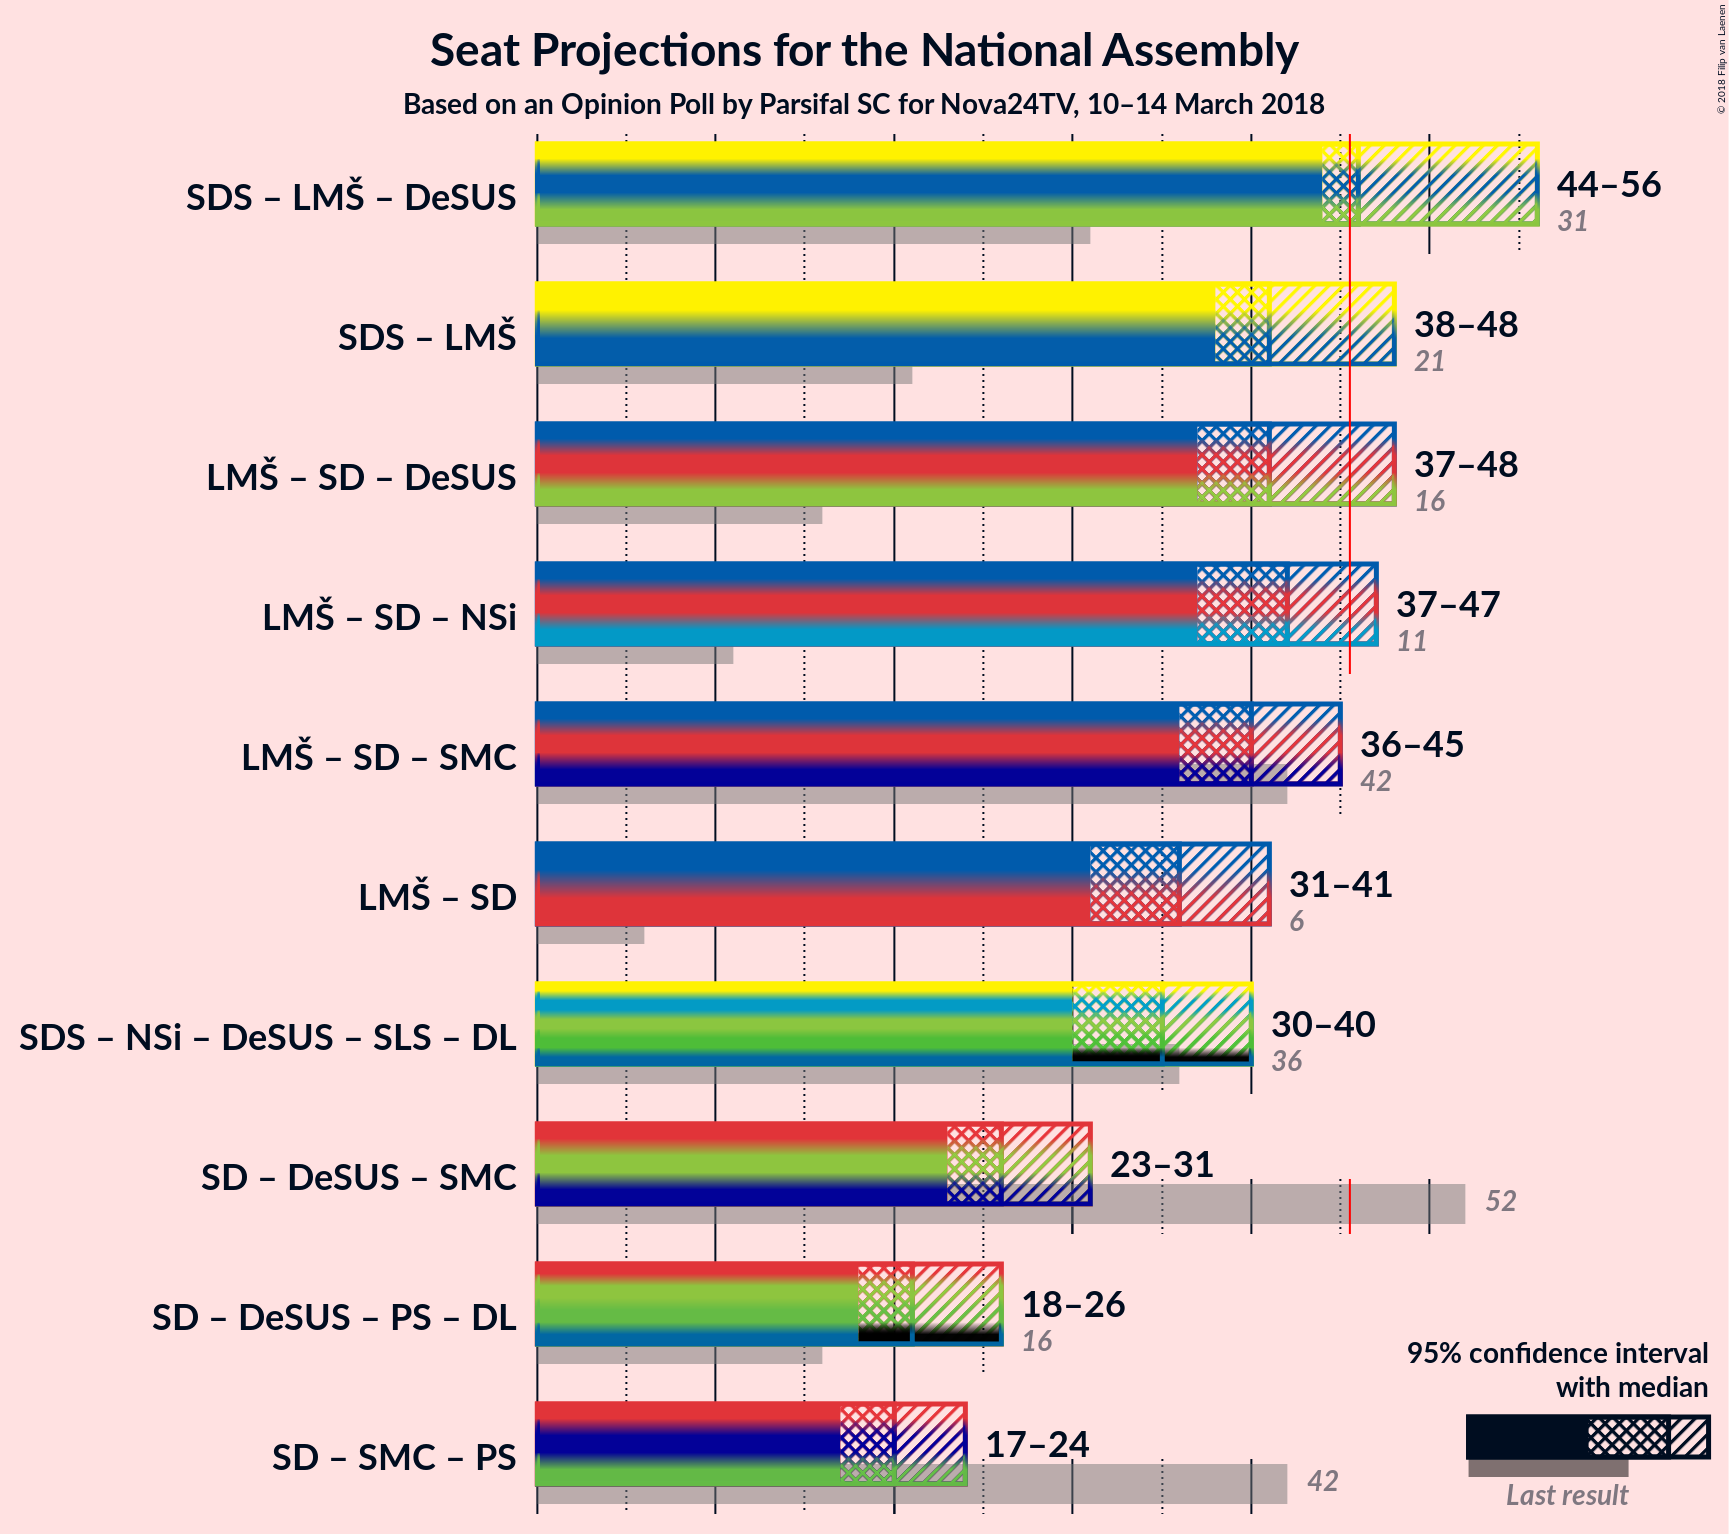 Seat Projections for the National Assembly
Based on an Opinion Poll by Parsifal SC for Nova24TV, 10–14 March 2018
© 2018 Filip van Laenen
SDS – LMŠ – DeSUS
44–56
31
SDS – LMŠ
38–48
21
LMŠ – SD – DeSUS
37–48
16
LMŠ – SD – NSi
37–47
11
LMŠ – SD – SMC
36–45
42
LMŠ – SD
31–41
6
SDS – NSi – DeSUS – SLS – DL
30–40
36
SD – DeSUS – SMC
23–31
52
SD – DeSUS – PS – DL
18–26
16
SD – SMC – PS
17–24
42
95% confidence interval
with median
Last result